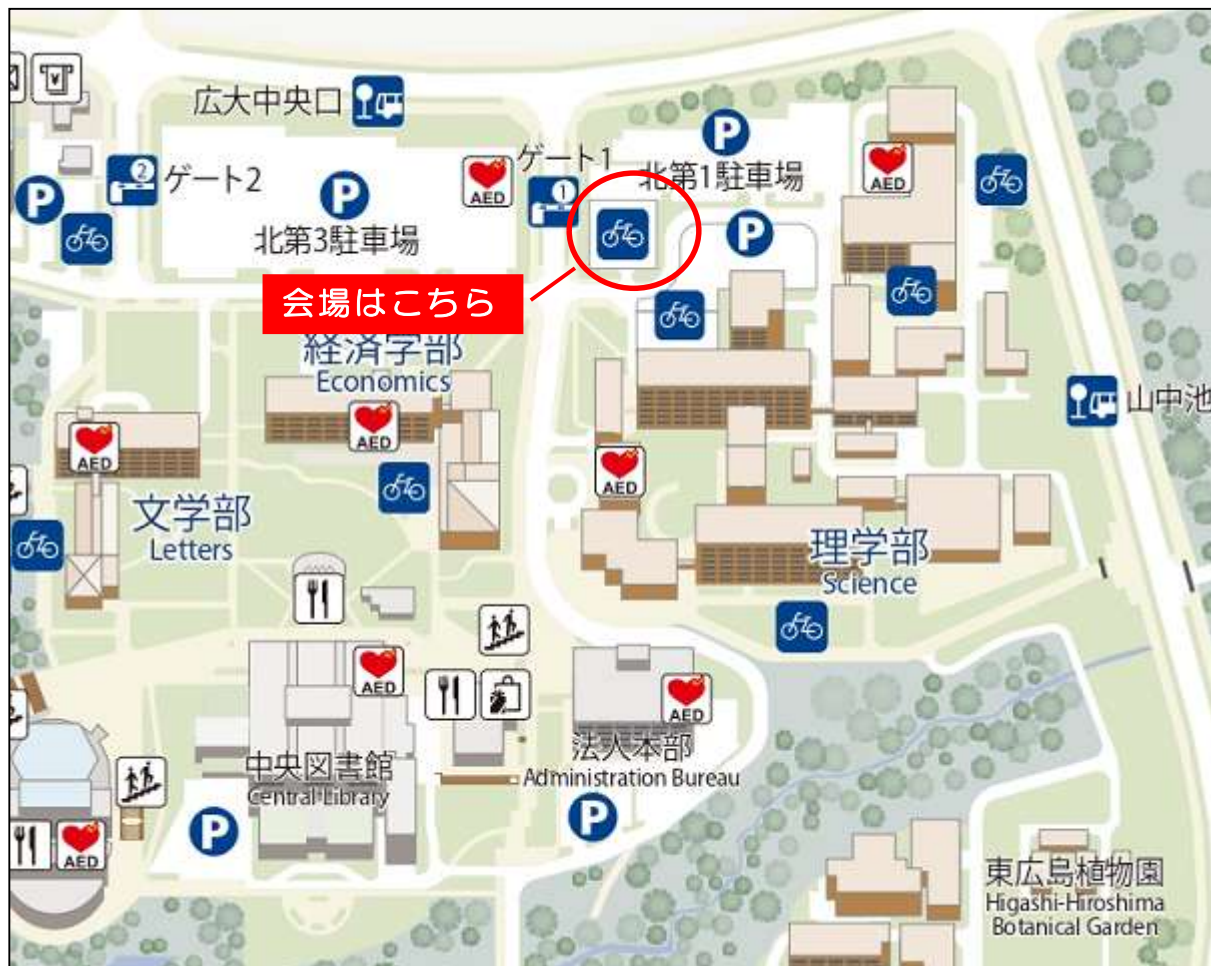 広大中央口
ゲート1
P
北第1駐車場
AED
AED
2
ゲート2
1
P
P
北第3駐車場
P
会場はこちら
経済学部
Economics
山中池
AED
AED
AED
文学部
Letters
理学部
Science
AED
AED
法人本部
Administration Bureau
中央図書館
Central Library
P
P
AED
東広島植物園
Higashi-Hiroshima
Botanical Garden
¥